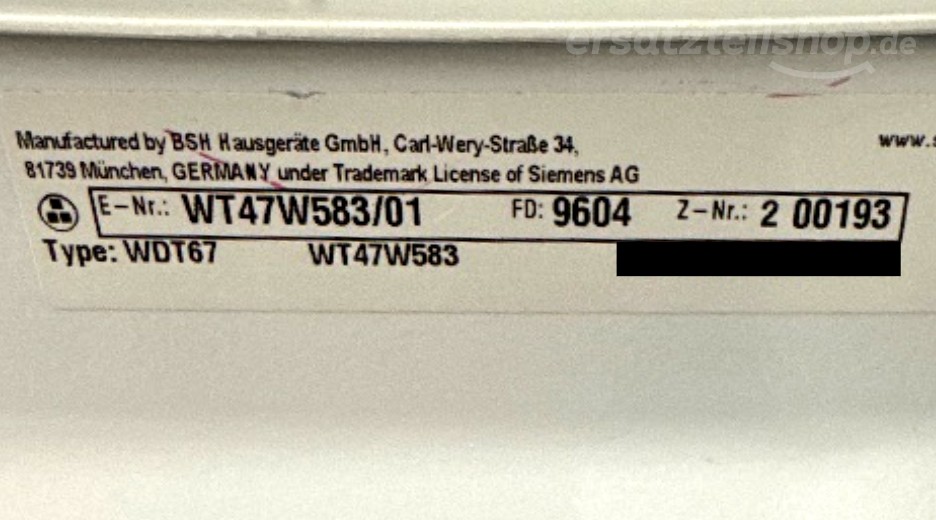 ersatzteilshop.de
Manufactured by BSH Hausgeräte GmbH, Carl-Wery-Straße 34,
www.s
81739 München, GERMANY under Trademark License of Siemens AG
E-Nr.: WT47W583/01 FD: 9604 Z-Nr.: 2 00193
Type: WDT67 WT47W583